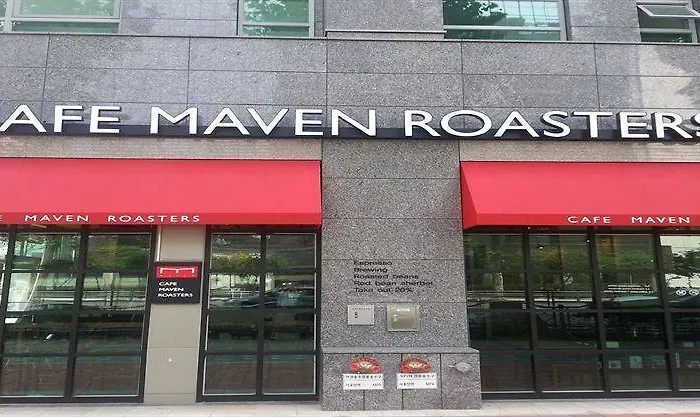 CAFE MAVEN ROASTERS
MAVEN ROASTERS
CAFE MAVEN
CAFE
MAVEN
ROASTERS
Espresso
Brewing
Roasted beans
Red bean sherbet
Take out 20%
5